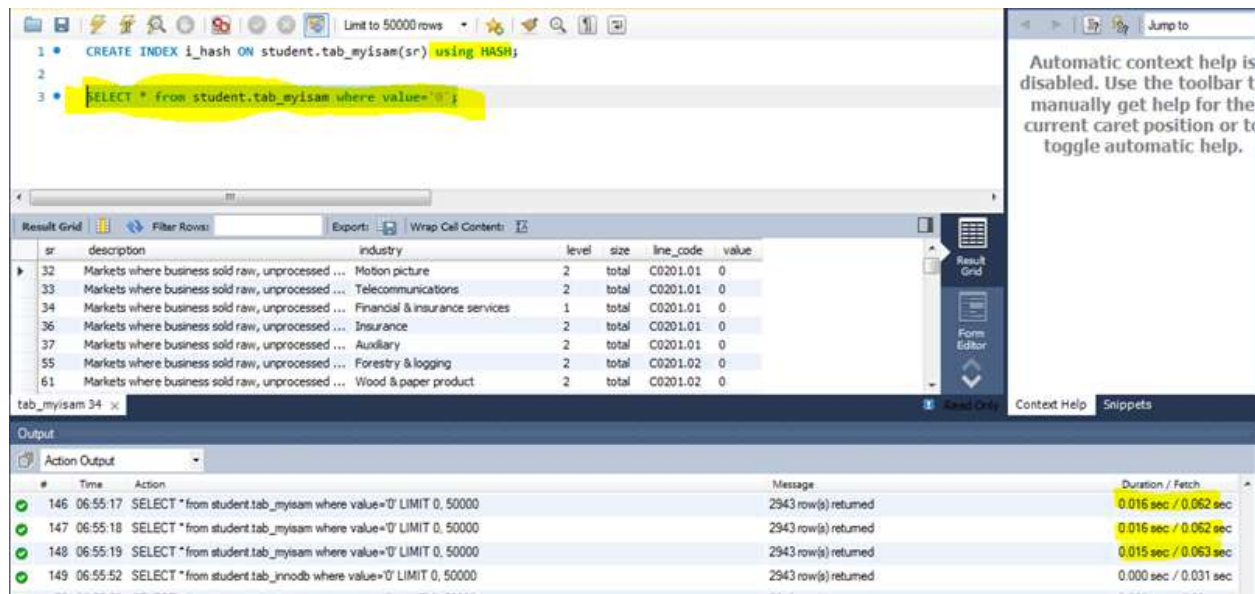 Limit to 50000 rows
Jump to
1 CREATE INDEX i_hash ON student.tab_myisam(sr) using HASH;
2
3 SELECT * from student.tab_myisam where value='0';
Automatic context help is
disabled. Use the toolbar t
manually get help for the
current caret position or to
toggle automatic help.
Result Grid Filter Rows: Export: Wrap Cell Content:
sr description industry level size line_code value
32 Markets where business sold raw, unprocessed ... Motion picture 2 total C0201.01 0
33 Markets where business sold raw, unprocessed ... Telecommunications 2 total C0201.01 0
34 Markets where business sold raw, unprocessed ... Financial & insurance services 1 total C0201.01 0
36 Markets where business sold raw, unprocessed ... Insurance 2 total C0201.01 0
37 Markets where business sold raw, unprocessed ... Auxiliary 2 total C0201.01 0
55 Markets where business sold raw, unprocessed ... Forestry & logging 2 total C0201.02 0
61 Markets where business sold raw, unprocessed ... Wood & paper product 2 total C0201.02 0
Result
Grid
Form
Editor
tab_myisam 34
Read Only
Context Help Snippets
Output
Action Output
# Time Action Message Duration / Fetch
146 06:55:17 SELECT * from student.tab_myisam where value='0' LIMIT 0, 50000 2943 row(s) returned 0.016 sec / 0.062 sec
147 06:55:18 SELECT * from student.tab_myisam where value='0' LIMIT 0, 50000 2943 row(s) returned 0.016 sec / 0.062 sec
148 06:55:19 SELECT * from student.tab_myisam where value='0' LIMIT 0, 50000 2943 row(s) returned 0.015 sec / 0.063 sec
149 06:55:52 SELECT * from student.tab_innodb where value='0' LIMIT 0, 50000 2943 row(s) returned 0.000 sec / 0.031 sec